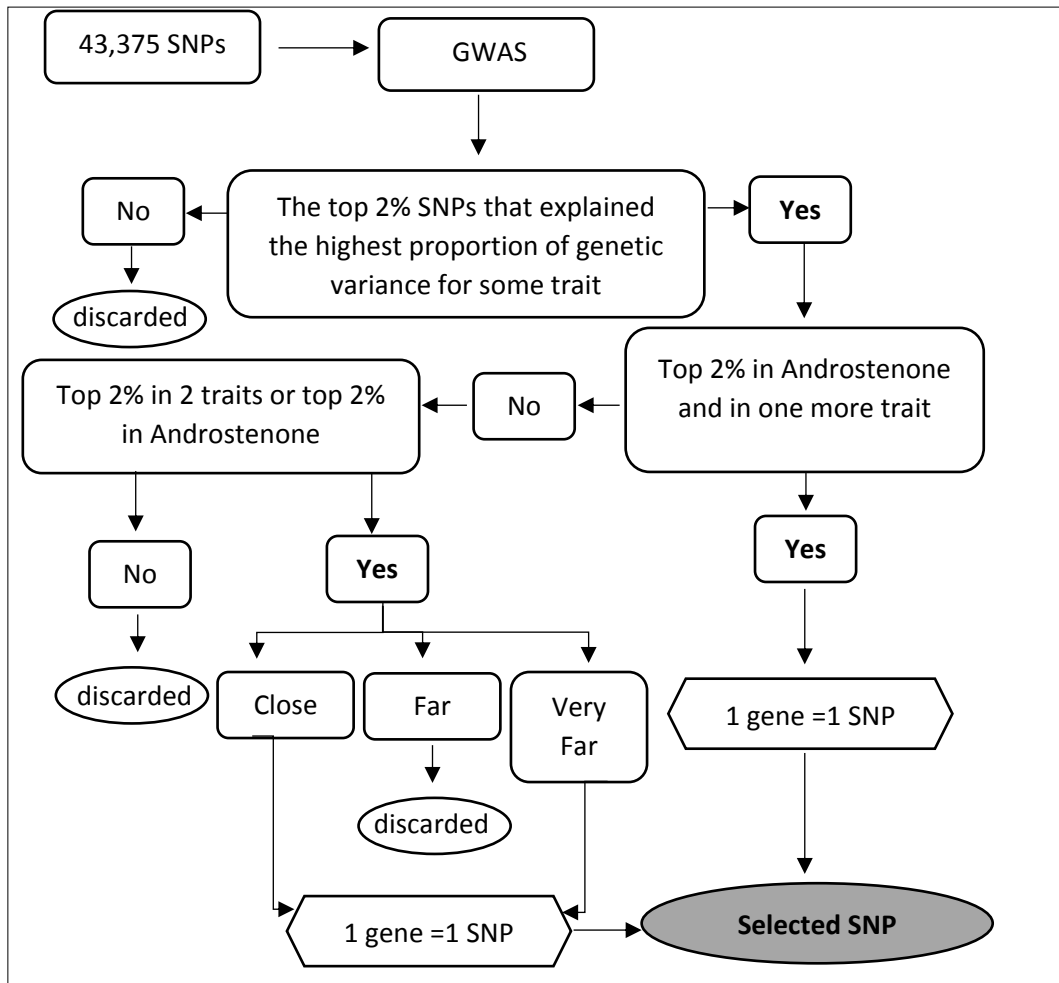 43,375 SNPs
GWAS
No
The top 2% SNPs that explained
the highest proportion of genetic
variance for some trait
Yes
discarded
Top 2% in 2 traits or top 2%
in Androstenone
No
Top 2% in Androstenone
and in one more trait
No
Yes
Yes
discarded
Close
Far
Very
Far
1 gene =1 SNP
discarded
1 gene =1 SNP
Selected SNP